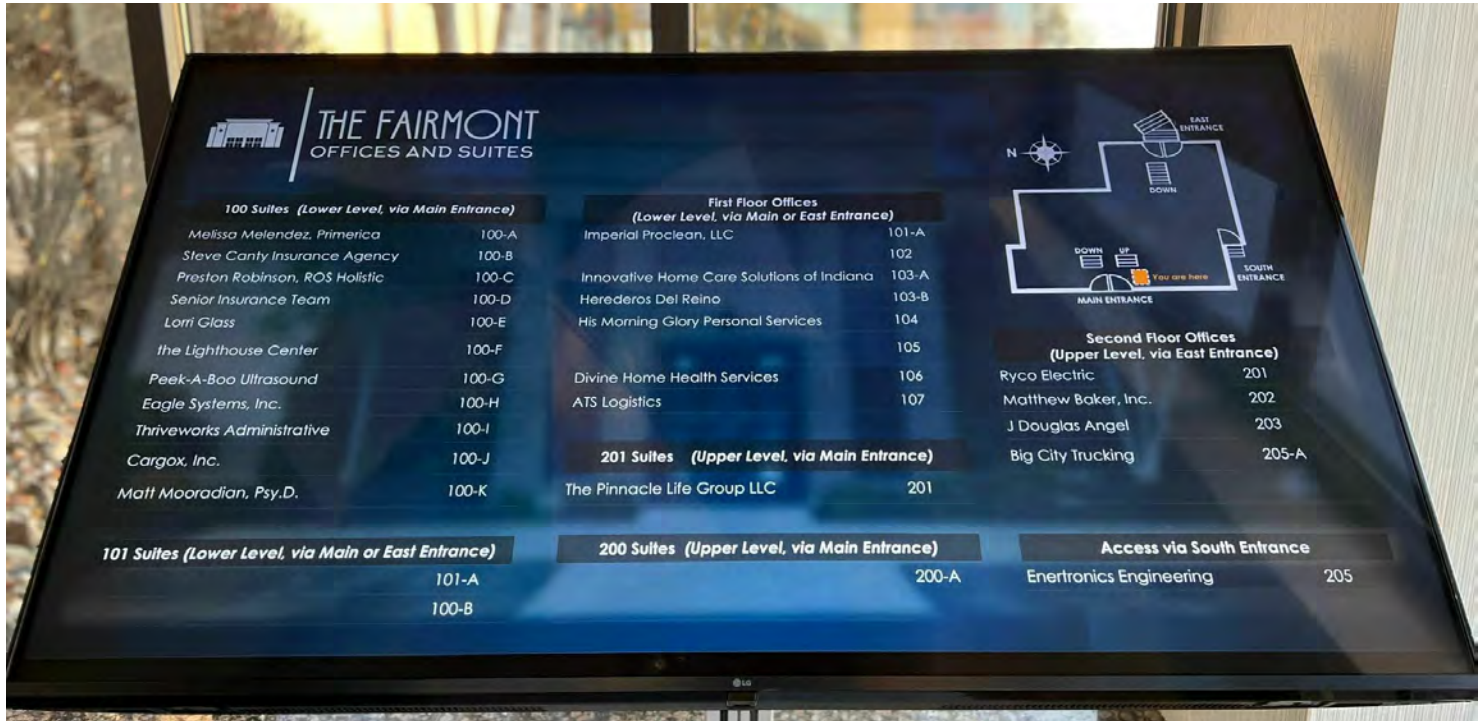 THE FAIRMONT
OFFICES AND SUITES
100 Suites (Lower Level, via Main Entrance)
Melissa Melendez, Primerica 100-A
Steve Canty Insurance Agency 100-B
Preston Robinson, ROS Holistic 100-C
Senior Insurance Team 100-D
Lorri Glass 100-E
the Lighthouse Center 100-F
Peek-A-Boo Ultrasound 100-G
Eagle Systems, Inc. 100-H
Thriveworks Administrative 100-I
Cargox, Inc. 100-J
Matt Mooradian, Psy.D. 100-K
101 Suites (Lower Level, via Main or East Entrance)
101-A
100-B
First Floor Offices
(Lower Level, via Main or East Entrance)
Imperial Proclean, LLC 101-A
102
Innovative Home Care Solutions of Indiana 103-A
Herederos Del Reino 103-B
His Morning Glory Personal Services 104
105
Divine Home Health Services 106
ATS Logistics 107
201 Suites (Upper Level, via Main Entrance)
The Pinnacle Life Group LLC 201
200 Suites (Upper Level, via Main Entrance)
200-A
N
EAST
ENTRANCE
DOWN
DOWN UP
You are here
SOUTH
ENTRANCE
MAIN ENTRANCE
Second Floor Offices
(Upper Level, via East Entrance)
Ryco Electric 201
Matthew Baker, Inc. 202
J Douglas Angel 203
Big City Trucking 205-A
Access via South Entrance
Enertronics Engineering 205
LG